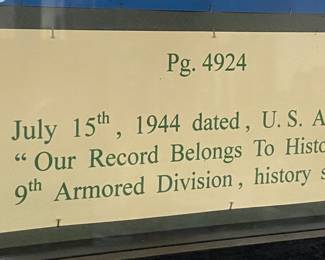 Pg. 4924
July 15th, 1944 dated, U. S. A
“ Our Record Belongs To Histo
9th Armored Division, history s